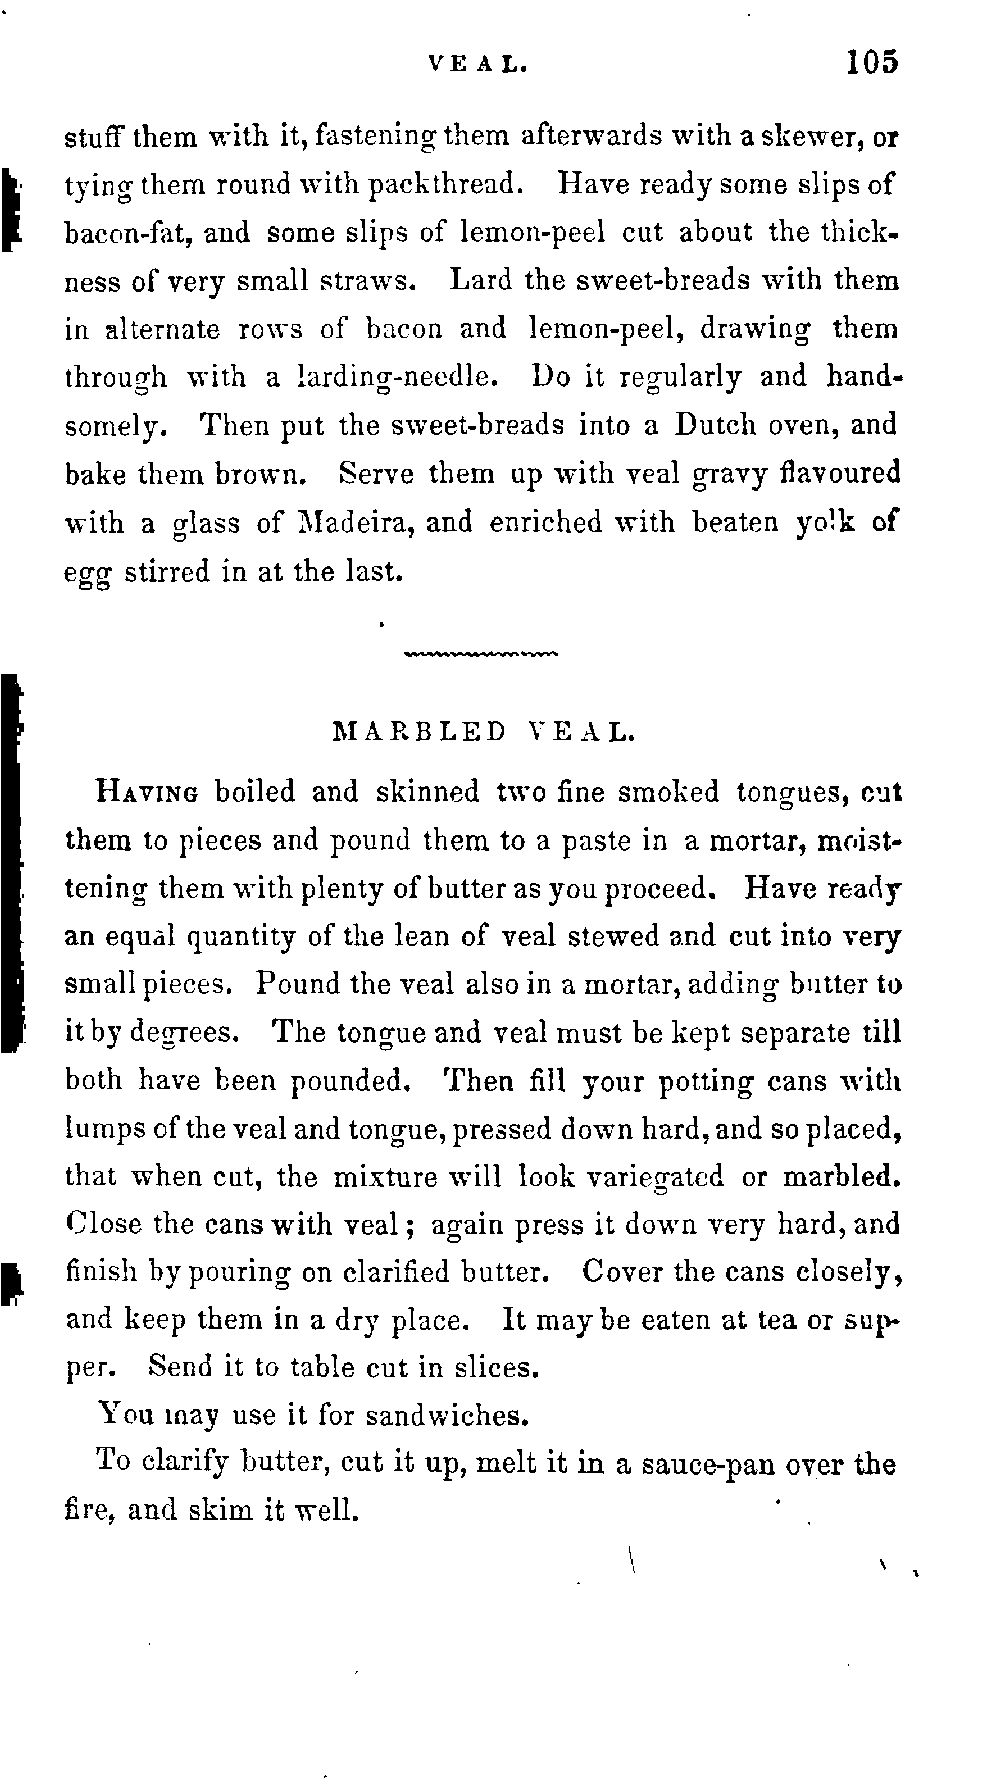 VEAL. 105
stuff them with it, fastening them afterwards with a skewer, or
tying them round with packthread. Have ready some slips of
bacon-fat, and some slips of lemon-peel cut about the thick-
ness of very small straws. Lard the sweet-breads with them
in alternate rows of bacon and lemon-peel, drawing them
through with a larding-needle. Do it regularly and hand-
somely. Then put the sweet-breads into a Dutch oven, and
bake them brown. Serve them up with veal gravy flavoured
with a glass of Madeira, and enriched with beaten yolk of
egg stirred in at the last.
MARBLED VEAL.
HAVING boiled and skinned two fine smoked tongues, cut
them to pieces and pound them to a paste in a mortar, moist-
tening them with plenty of butter as you proceed. Have ready
an equal quantity of the lean of veal stewed and cut into very
small pieces. Pound the veal also in a mortar, adding butter to
it by degrees. The tongue and veal must be kept separate till
both have been pounded. Then fill your potting cans with
lumps of the veal and tongue, pressed down hard, and so placed,
that when cut, the mixture will look variegated or marbled.
Close the cans with veal; again press it down very hard, and
finish by pouring on clarified butter. Cover the cans closely,
and keep them in a dry place. It may be eaten at tea or sup-
per. Send it to table cut in slices.
You may use it for sandwiches.
To clarify butter, cut it up, melt it in a sauce-pan over the
fire, and skim it well.